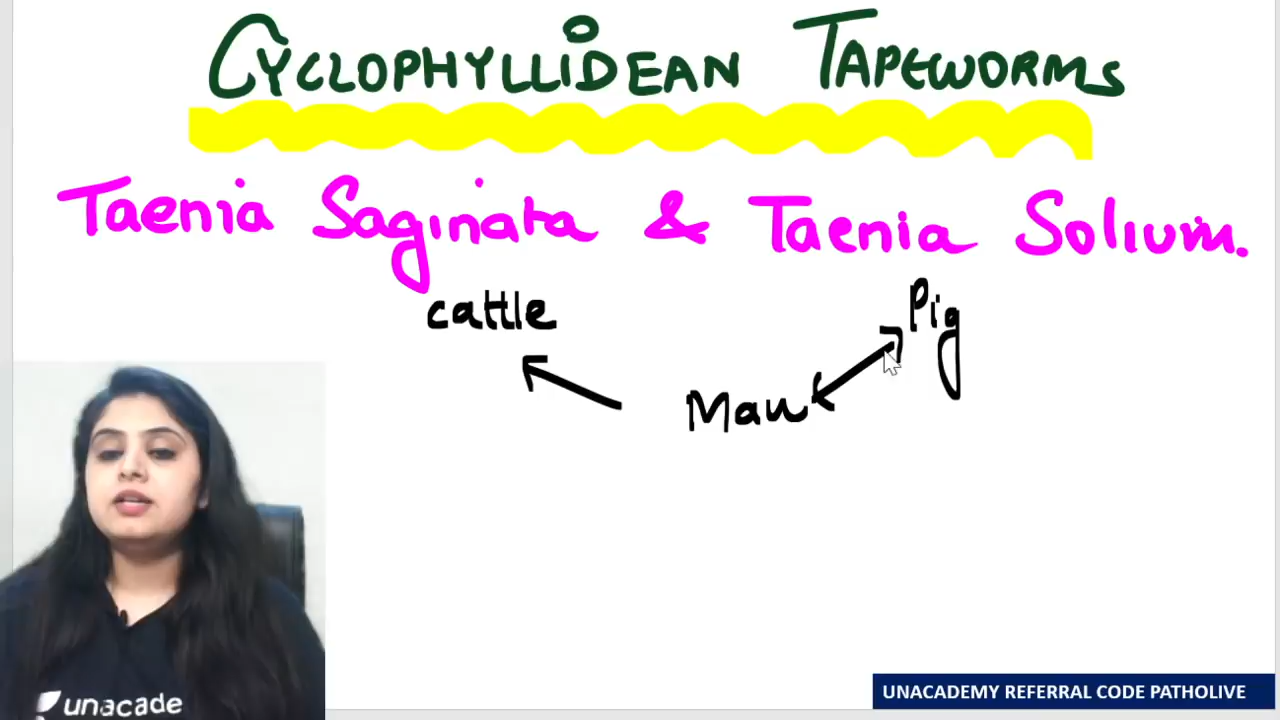 CYCLOPHYLLIDEAN TAPEWORMS
Taenia Saginata & Taenia Solium.
cattle
Pig
Man
unacade
UNACADEMY REFERRAL CODE PATHOLIVE